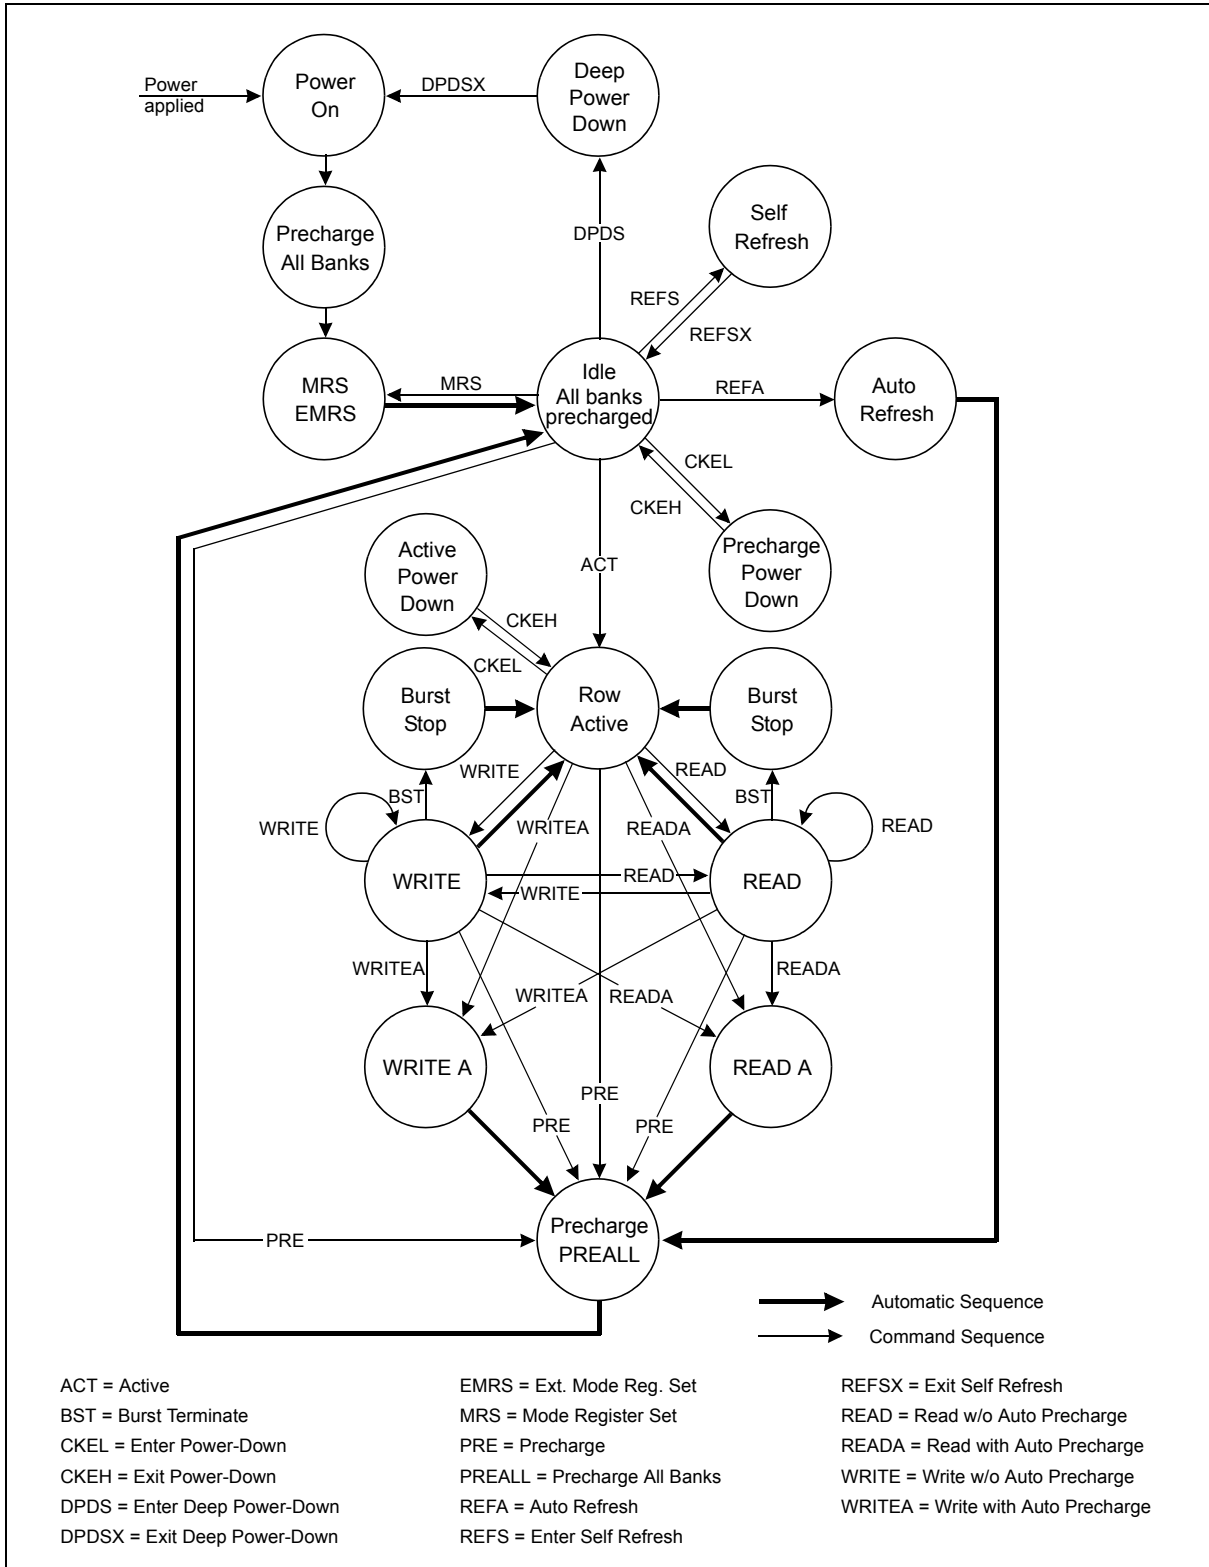 Power
applied
Power
On
DPDSX
Deep
Power
Down
Precharge
All Banks
DPDS
Self
Refresh
REFS
REFSX
MRS
EMRS
MRS
Idle
All banks
precharged
REFA
Auto
Refresh
CKEL
CKEH
Active
Power
Down
ACT
Precharge
Power
Down
CKEH
CKEL
Burst
Stop
Row
Active
Burst
Stop
WRITE
READ
BST
BST
WRITE
WRITEA
READA
READ
WRITE
READ
WRITE
READ
WRITEA
READA
WRITEA
READA
WRITE A
READ A
PRE
PRE
PRE
Precharge
PREALL
PRE
Automatic Sequence
Command Sequence
ACT = Active
BST = Burst Terminate
CKEL = Enter Power-Down
CKEH = Exit Power-Down
DPDS = Enter Deep Power-Down
DPDSX = Exit Deep Power-Down
EMRS = Ext. Mode Reg. Set
MRS = Mode Register Set
PRE = Precharge
PREALL = Precharge All Banks
REFA = Auto Refresh
REFS = Enter Self Refresh
REFSX = Exit Self Refresh
READ = Read w/o Auto Precharge
READA = Read with Auto Precharge
WRITE = Write w/o Auto Precharge
WRITEA = Write with Auto Precharge